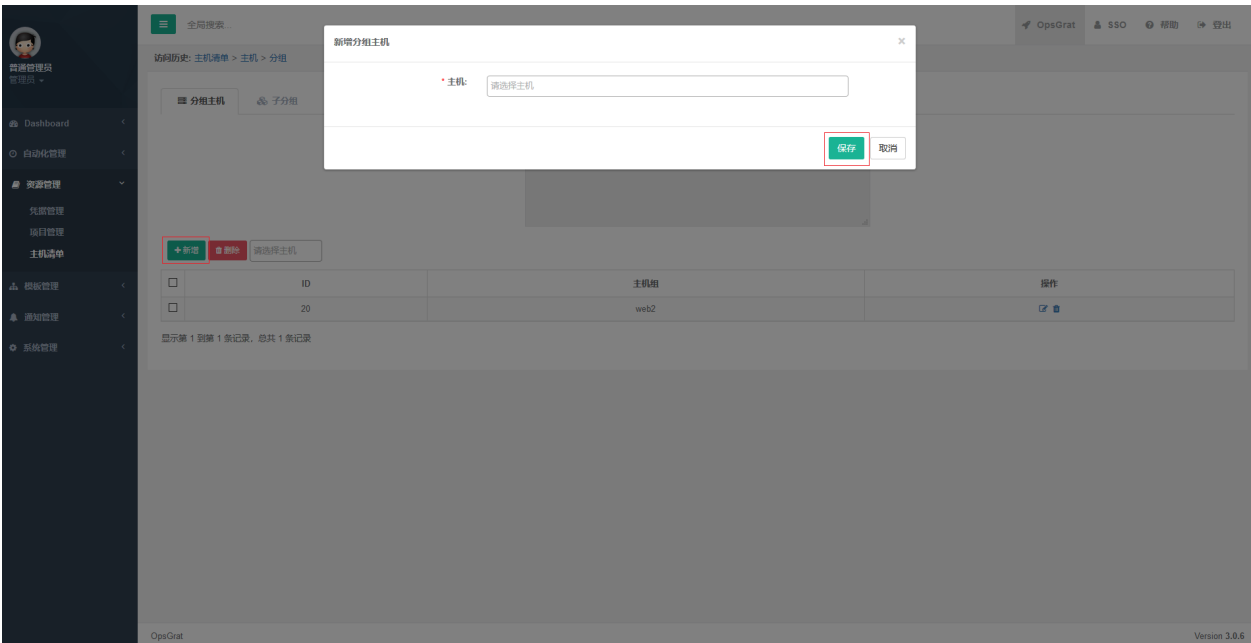 全局搜索...
OpsGrat SSO 帮助 登出
普通管理员
管理员
访问历史: 主机清单 > 主机 > 分组
新增分组主机 ×
* 主机: 请选择主机
保存 取消
分组主机 子分组
Dashboard
自动化管理
资源管理
凭据管理
项目管理
主机清单
模板管理
通知管理
系统管理
+新增 删除 请选择主机
ID 主机组 操作
20 web2
显示第 1 到第 1 条记录，总共 1 条记录
OpsGrat Version 3.0.6